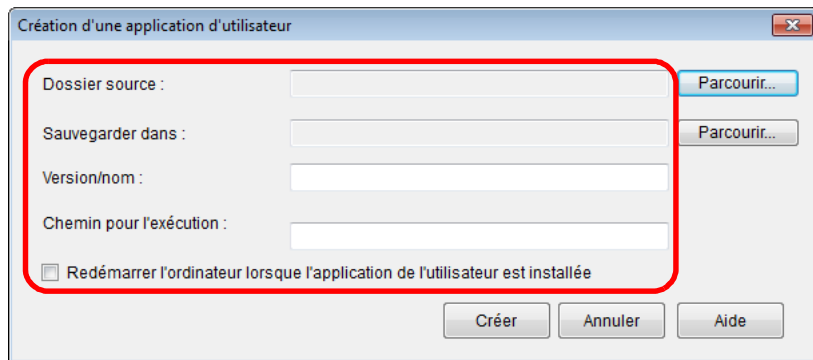 Création d'une application d'utilisateur
Dossier source : Parcourir...
Sauvegarder dans : Parcourir...
Version/nom :
Chemin pour l'exécution :
Redémarrer l'ordinateur lorsque l'application de l'utilisateur est installée
Créer Annuler Aide